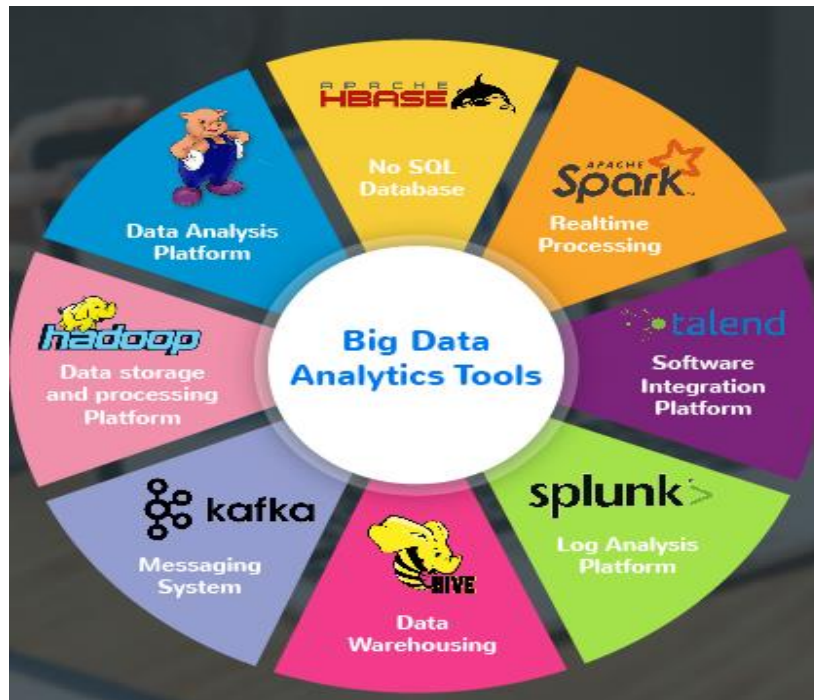 Big Data
Analytics Tools
APACHE
HBASE
No SQL
Database
APACHE
Spark
Realtime
Processing
talend
Software
Integration
Platform
splunk>
Log Analysis
Platform
HIVE
Data
Warehousing
kafka
Messaging
System
hadoop
Data storage
and processing
Platform
Data Analysis
Platform